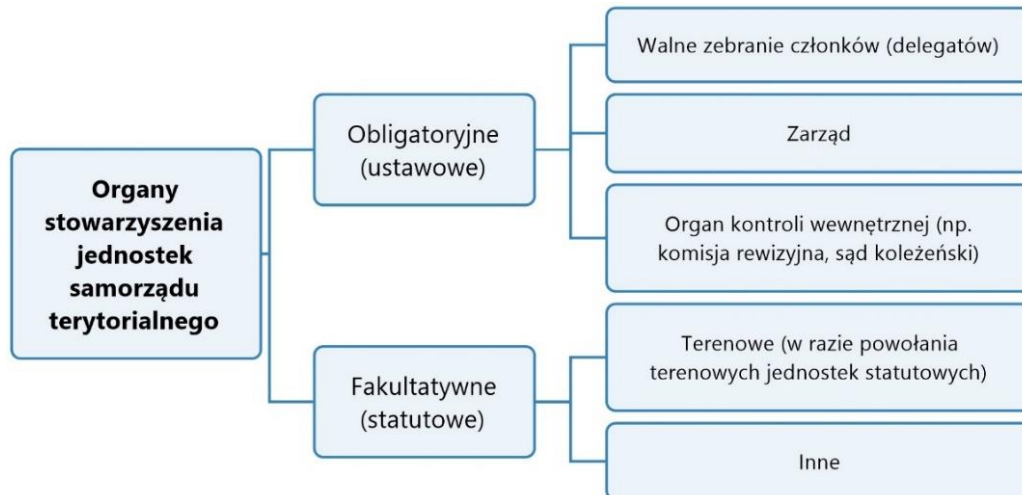 Organy
stowarzyszenia
jednostek
samorządu
terytorialnego
Obligatoryjne
(ustawowe)
Walne zebranie członków (delegatów)
Zarząd
Organ kontroli wewnętrznej (np.
komisja rewizyjna, sąd koleżeński)
Fakultatywne
(statutowe)
Terenowe (w razie powołania
terenowych jednostek statutowych)
Inne